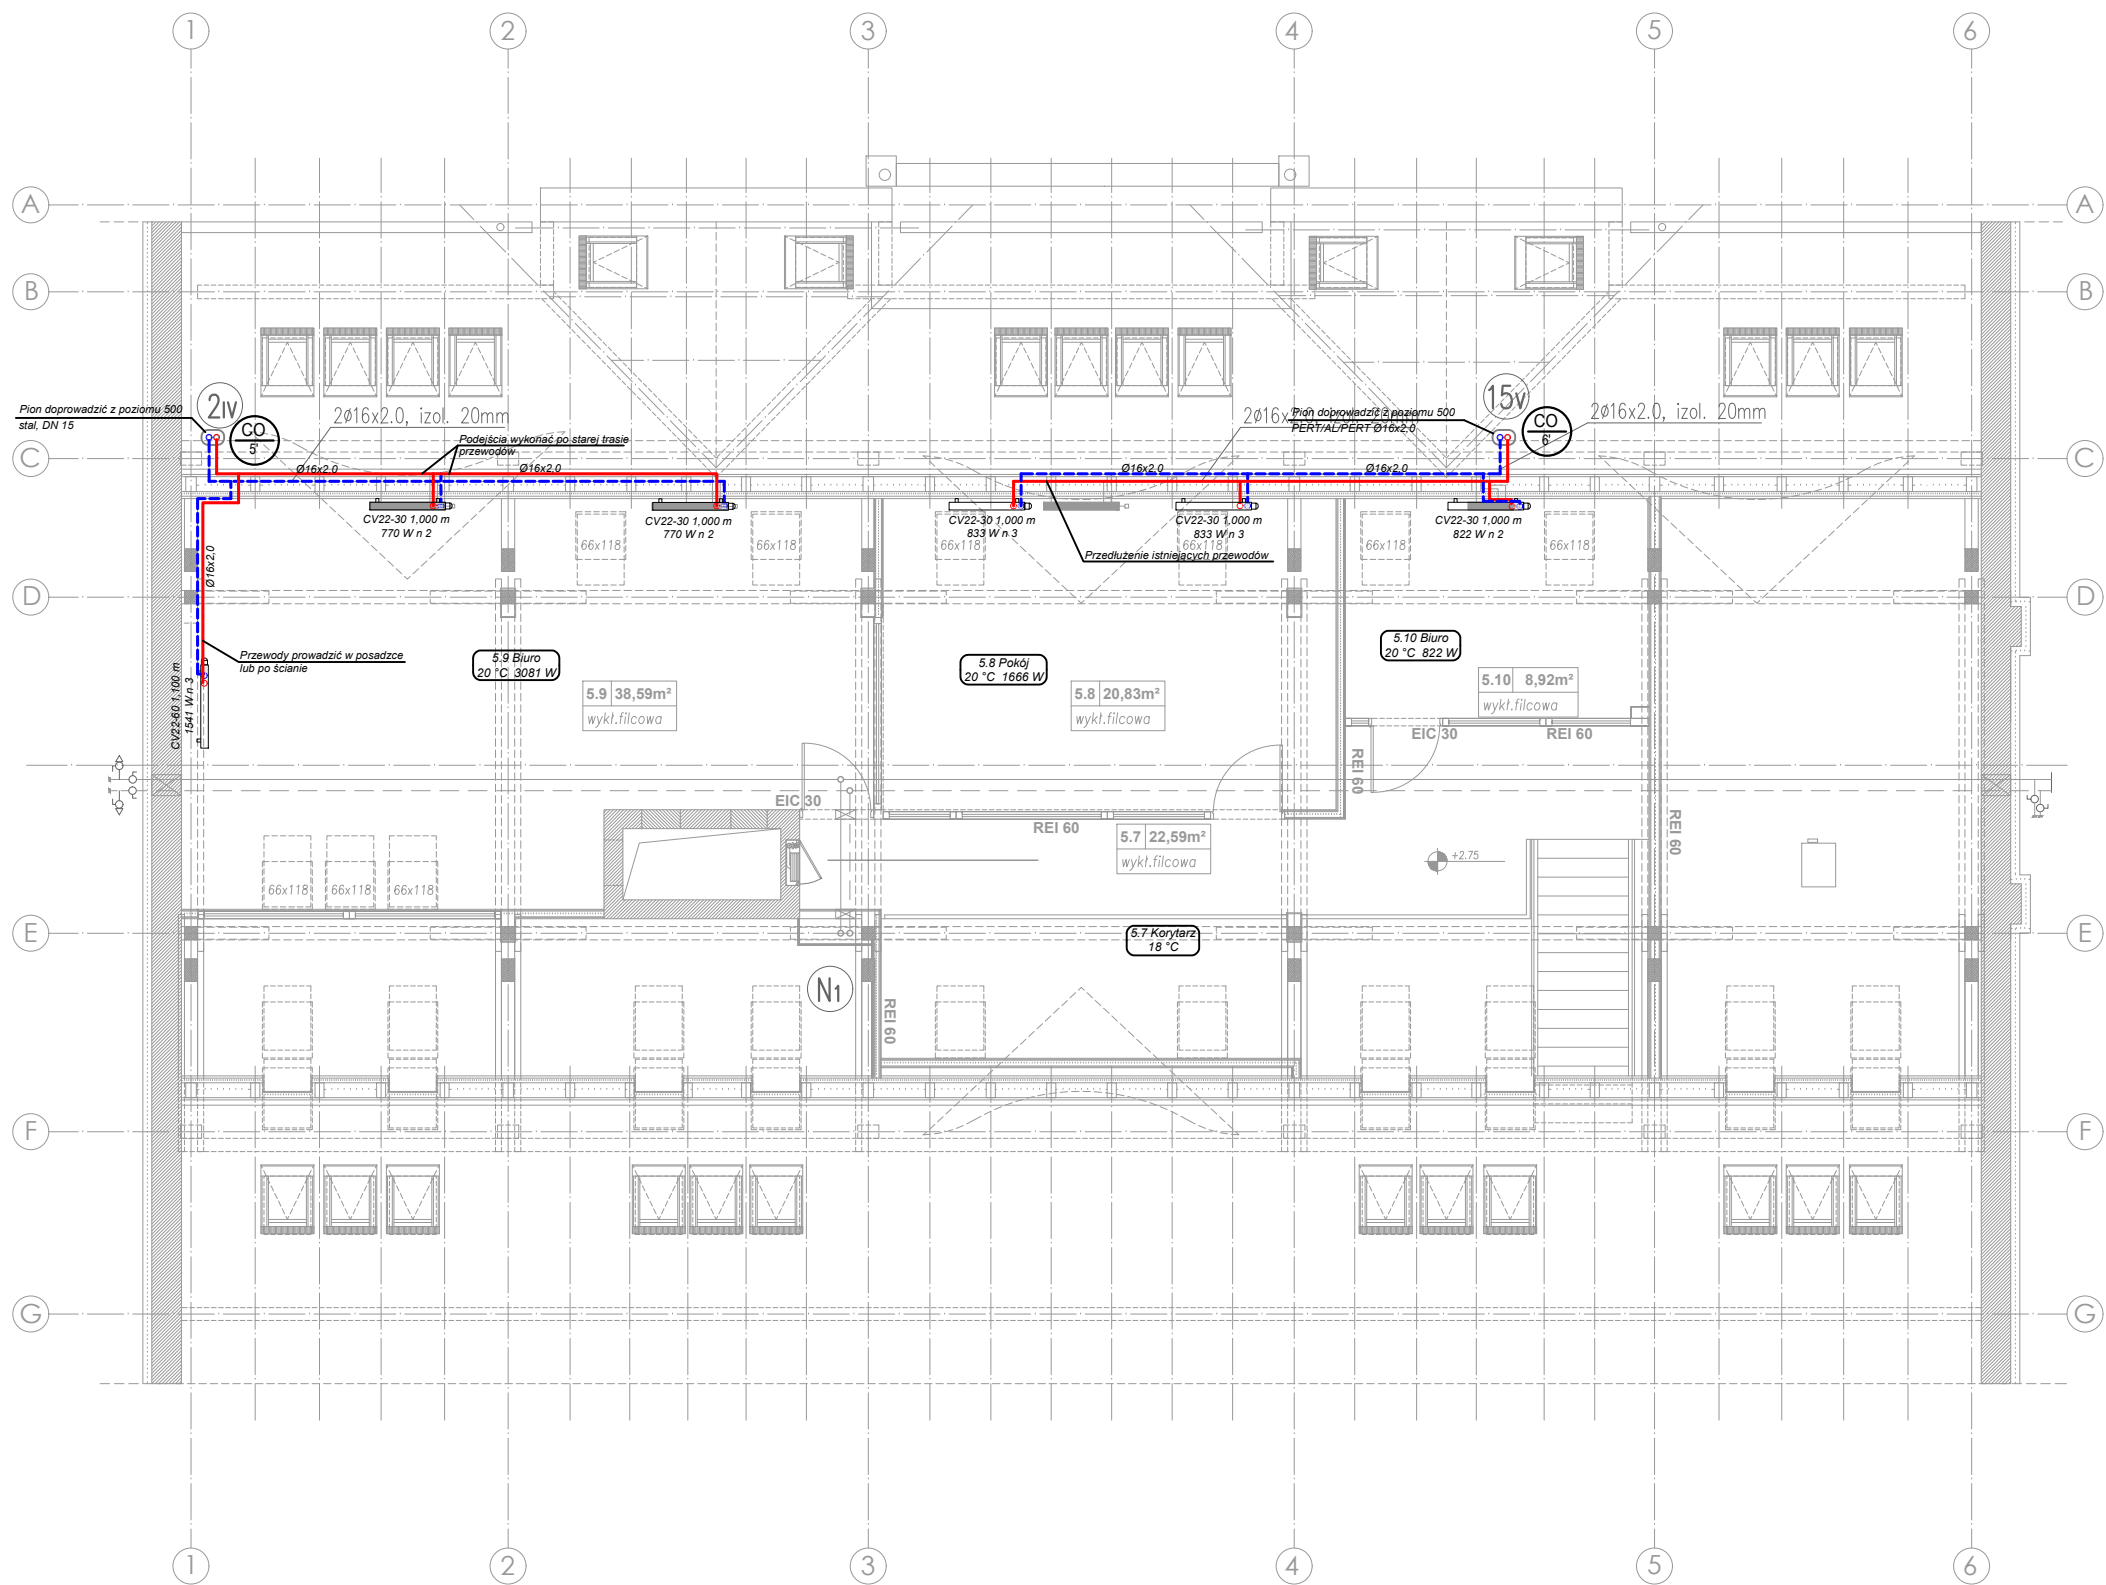 1 2 3 4 5 6
A A
B B
2IV
15V
Pion doprowadzić z poziomu 500
stal, DN 15
CO
5'
2ø16x2.0, izol. 20mm
Podejścia wykonać po starej trasie
przewodów
2ø16x2.0, izol. 20mm
Pion doprowadzić z poziomu 500
PERT/AL/PERT Ø16x2,0
CO
6'
2ø16x2.0, izol. 20mm
C C
Ø16x2,0 Ø16x2,0 Ø16x2,0 Ø16x2,0
CV22-30 1,000 m
770 W n 2
CV22-30 1,000 m
770 W n 2
CV22-30 1,000 m
833 W n 3
CV22-30 1,000 m
833 W n 3
CV22-30 1,000 m
822 W n 2
66x118 66x118 66x118 66x118 66x118 66x118
Przedłużenie istniejących przewodów
Ø16x2,0
D D
Przewody prowadzić w posadzce
lub po ścianie
CV22-60 1,100 m
1541 W n 3
5.9 Biuro
20 °C 3081 W
5.8 Pokój
20 °C 1666 W
5.10 Biuro
20 °C 822 W
5.9 38,59m²
wykł.filcowa
5.8 20,83m²
wykł.filcowa
5.10 8,92m²
wykł.filcowa
EIC 30 REI 60
REI 60
EIC 30
REI 60
REI 60
5.7 22,59m²
wykł.filcowa
+2.75
66x118 66x118 66x118
E E
5.7 Korytarz
18 °C
N1
REI 60
F F
G G
1 2 3 4 5 6